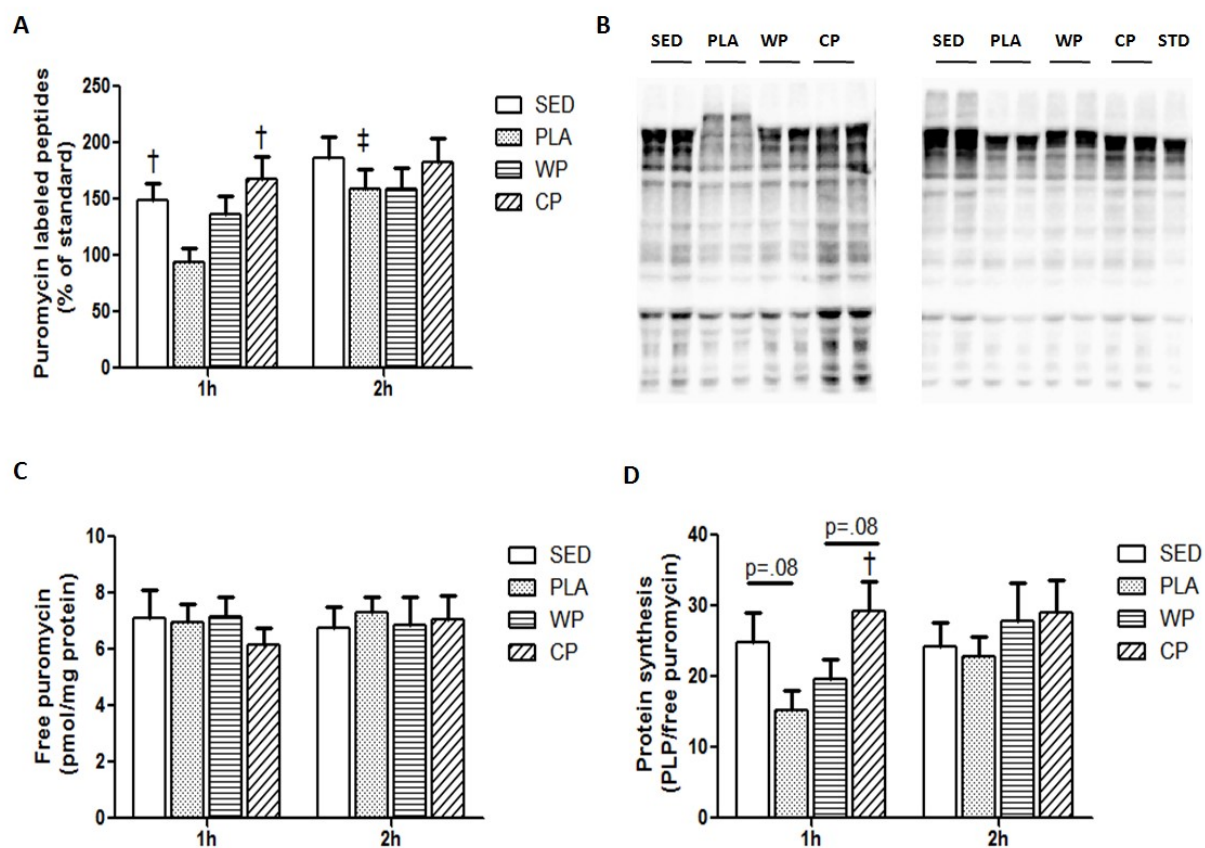 A
Puromycin labeled peptides
(% of standard)
250
200
150
100
50
0
†
†
‡
1h
2h
SED
PLA
WP
CP
B
SED PLA WP CP
SED PLA WP CP STD
C
Free puromycin
(pmol/mg protein)
10
8
6
4
2
0
1h
2h
SED
PLA
WP
CP
D
Protein synthesis
(PLP/free puromycin)
40
30
20
10
0
p=.08
p=.08
†
1h
2h
SED
PLA
WP
CP